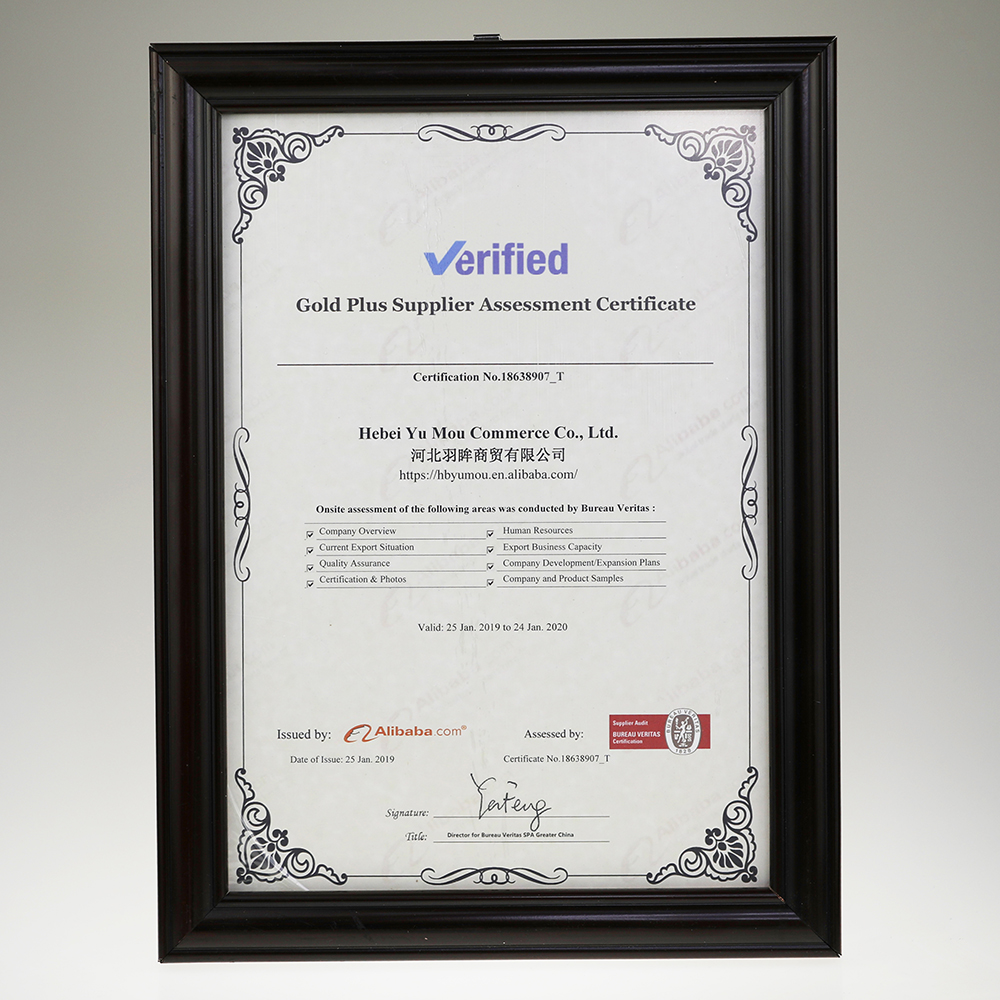 Verified
Gold Plus Supplier Assessment Certificate
Certification No.18638907_T
Hebei Yu Mou Commerce Co., Ltd.
河北羽眸商贸有限公司
https://hbyumou.en.alibaba.com/
Onsite assessment of the following areas was conducted by Bureau Veritas :
Company Overview Human Resources
Current Export Situation Export Business Capacity
Quality Assurance Company Development/Expansion Plans
Certification & Photos Company and Product Samples
Valid: 25 Jan. 2019 to 24 Jan. 2020
Issued by: Alibaba.com® Assessed by:
Supplier Audit
BUREAU VERITAS
Certification
BUREAU VERITAS
1828
Date of Issue: 25 Jan. 2019 Certificate No.18638907_T
Signature:
Title: Director for Bureau Veritas SPA Greater China